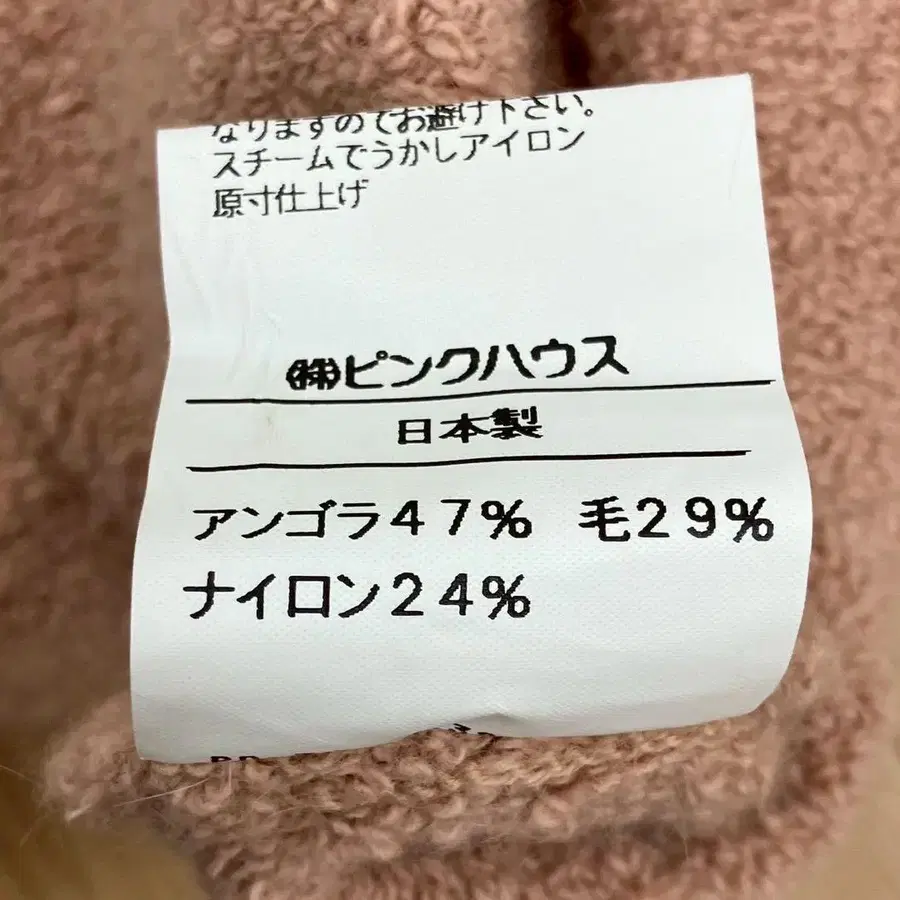 なりますのでお避け下さい。
スチームでうかしアイロン
原寸仕上げ
㈱ピンクハウス
日本製
アンゴラ47% 毛29%
ナイロン24%